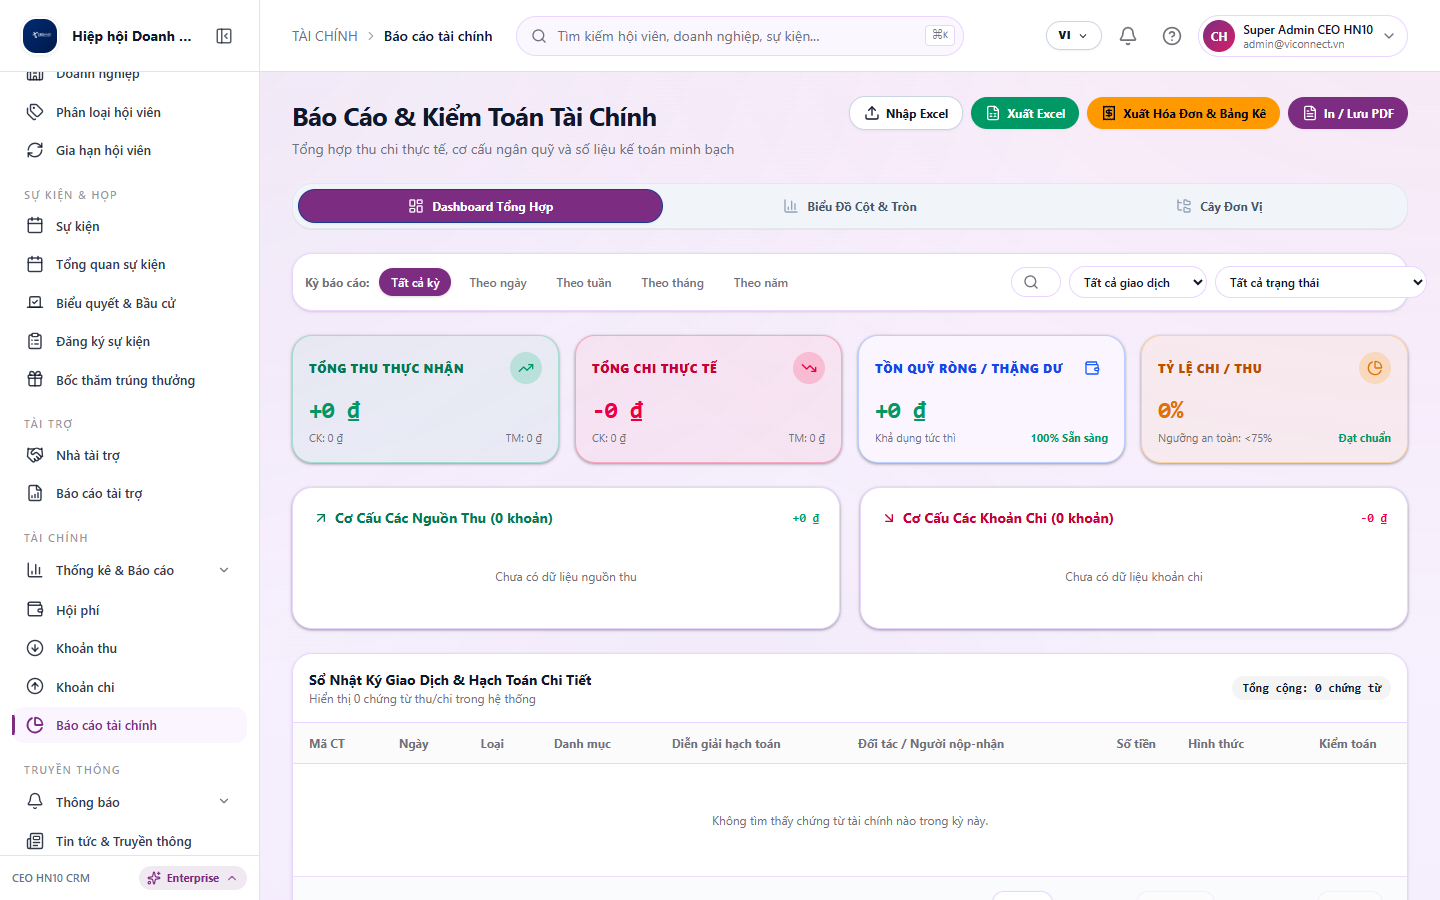 Hiệp hội Doanh ...
TÀI CHÍNH > Báo cáo tài chính
Tìm kiếm hội viên, doanh nghiệp, sự kiện...
⌘K
VI
CH
Super Admin CEO HN10
admin@viconnect.vn
Doanh nghiệp
Phân loại hội viên
Gia hạn hội viên
SỰ KIỆN & HỌP
Sự kiện
Tổng quan sự kiện
Biểu quyết & Bầu cử
Đăng ký sự kiện
Bốc thăm trúng thưởng
TÀI TRỢ
Nhà tài trợ
Báo cáo tài trợ
TÀI CHÍNH
Thống kê & Báo cáo
Hội phí
Khoản thu
Khoản chi
Báo cáo tài chính
TRUYỀN THÔNG
Thông báo
Tin tức & Truyền thông
CEO HN10 CRM
Enterprise
Báo Cáo & Kiểm Toán Tài Chính
Tổng hợp thu chi thực tế, cơ cấu ngân quỹ và số liệu kế toán minh bạch
Nhập Excel
Xuất Excel
Xuất Hóa Đơn & Bảng Kê
In / Lưu PDF
Dashboard Tổng Hợp
Biểu Đồ Cột & Tròn
Cây Đơn Vị
Kỳ báo cáo:
Tất cả kỳ
Theo ngày
Theo tuần
Theo tháng
Theo năm
Tất cả giao dịch
Tất cả trạng thái
TỔNG THU THỰC NHẬN
+0 ₫
CK: 0 ₫
TM: 0 ₫
TỔNG CHI THỰC TẾ
-0 ₫
CK: 0 ₫
TM: 0 ₫
TỒN QUỸ RÒNG / THẶNG DƯ
+0 ₫
Khả dụng tức thì
100% Sẵn sàng
TỶ LỆ CHI / THU
0%
Ngưỡng an toàn: <75%
Đạt chuẩn
Cơ Cấu Các Nguồn Thu (0 khoản)
+0 ₫
Chưa có dữ liệu nguồn thu
Cơ Cấu Các Khoản Chi (0 khoản)
-0 ₫
Chưa có dữ liệu khoản chi
Sổ Nhật Ký Giao Dịch & Hạch Toán Chi Tiết
Hiển thị 0 chứng từ thu/chi trong hệ thống
Tổng cộng: 0 chứng từ
Mã CT
Ngày
Loại
Danh mục
Diễn giải hạch toán
Đối tác / Người nộp-nhận
Số tiền
Hình thức
Kiểm toán
Không tìm thấy chứng từ tài chính nào trong kỳ này.